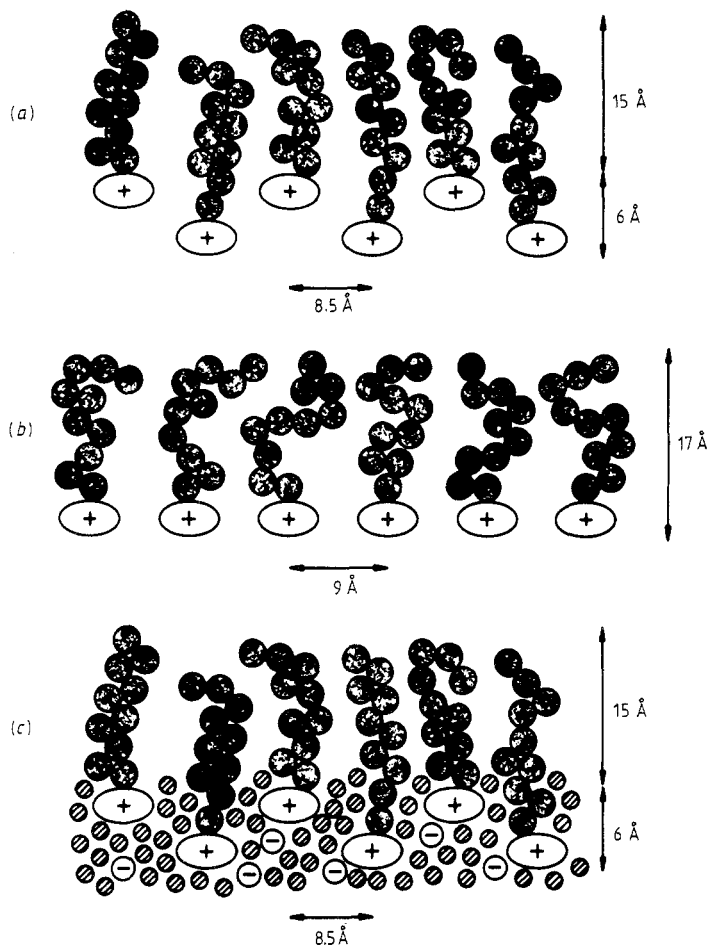 (a)
+ + +
15 Å
+ + +
6 Å
8.5 Å
(b)
+ + + + + +
17 Å
9 Å
(c)
15 Å
+ + +
− −
+ + +
6 Å
− − − −
8.5 Å